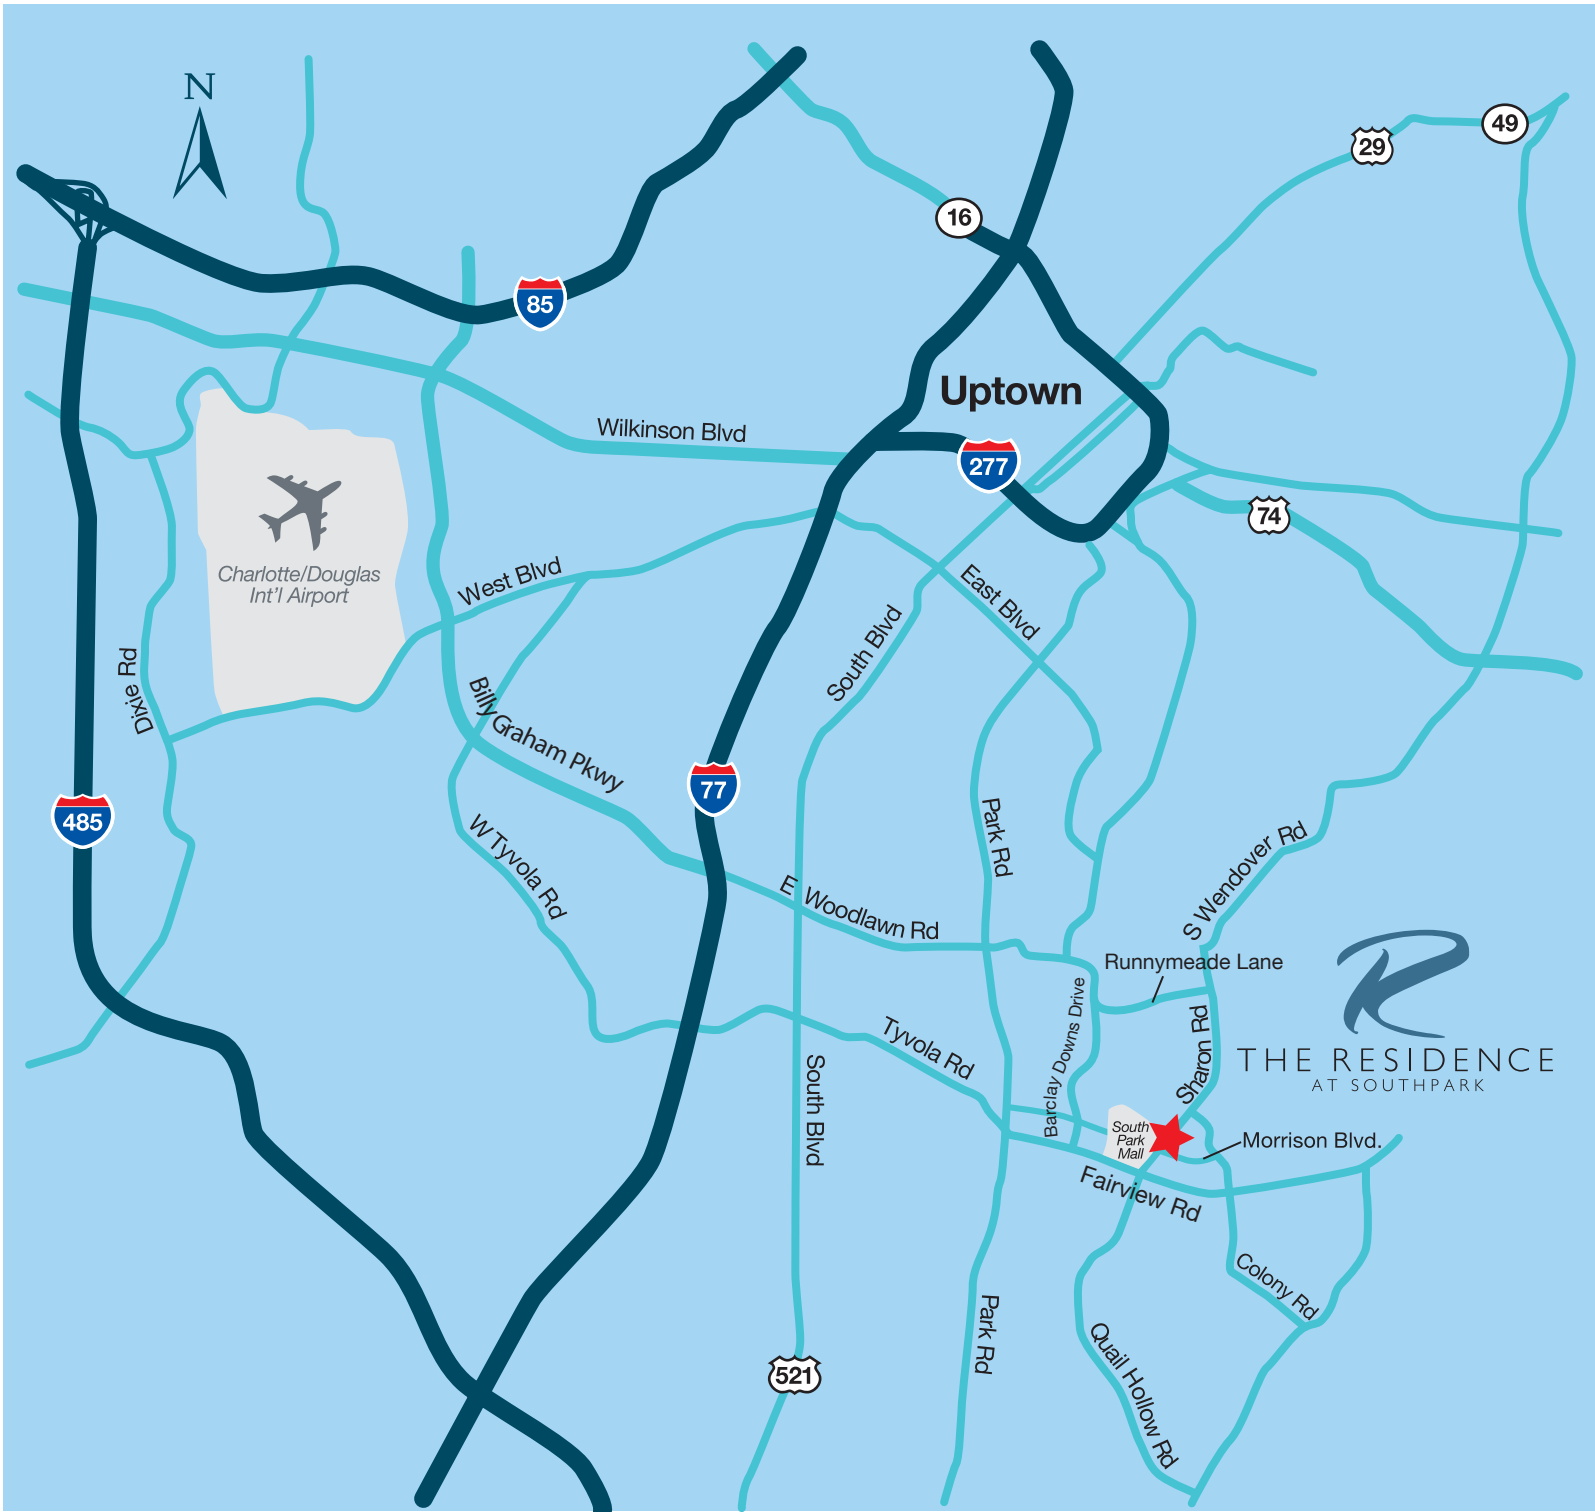 N
29
49
16
85
Uptown
Wilkinson Blvd
277
74
Charlotte/Douglas
Int'l Airport
West Blvd
East Blvd
South Blvd
Dixie Rd
Billy Graham Pkwy
77
485
Park Rd
W Tyvola Rd
S Wendover Rd
E Woodlawn Rd
Runnymeade Lane
Barclay Downs Drive
Sharon Rd
THE RESIDENCE
AT SOUTHPARK
Tyvola Rd
South Blvd
South
Park
Mall
Morrison Blvd.
Fairview Rd
Colony Rd
Park Rd
Quail Hollow Rd
521